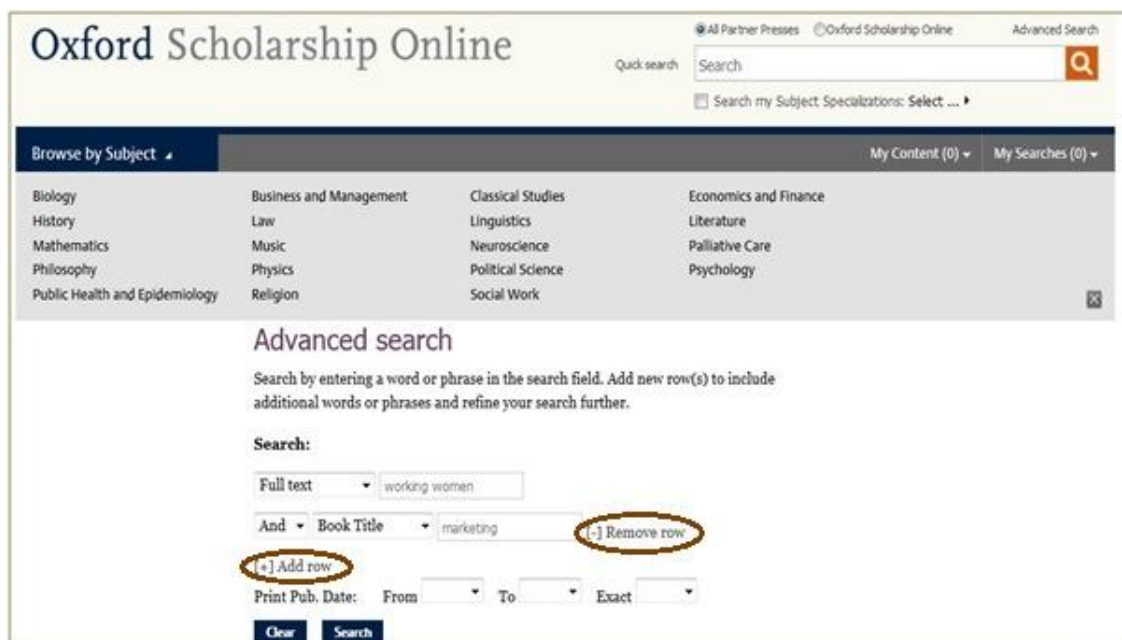 All Partner Presses Oxford Scholarship Online Advanced Search
Oxford Scholarship Online
Quick search Search
Search my Subject Specializations: Select ...
Browse by Subject My Content (0) My Searches (0)
Biology Business and Management Classical Studies Economics and Finance
History Law Linguistics Literature
Mathematics Music Neuroscience Palliative Care
Philosophy Physics Political Science Psychology
Public Health and Epidemiology Religion Social Work
Advanced search
Search by entering a word or phrase in the search field. Add new row(s) to include
additional words or phrases and refine your search further.
Search:
Full text working women
And Book Title marketing [-] Remove row
[+] Add row
Print Pub. Date: From To Exact
Clear Search